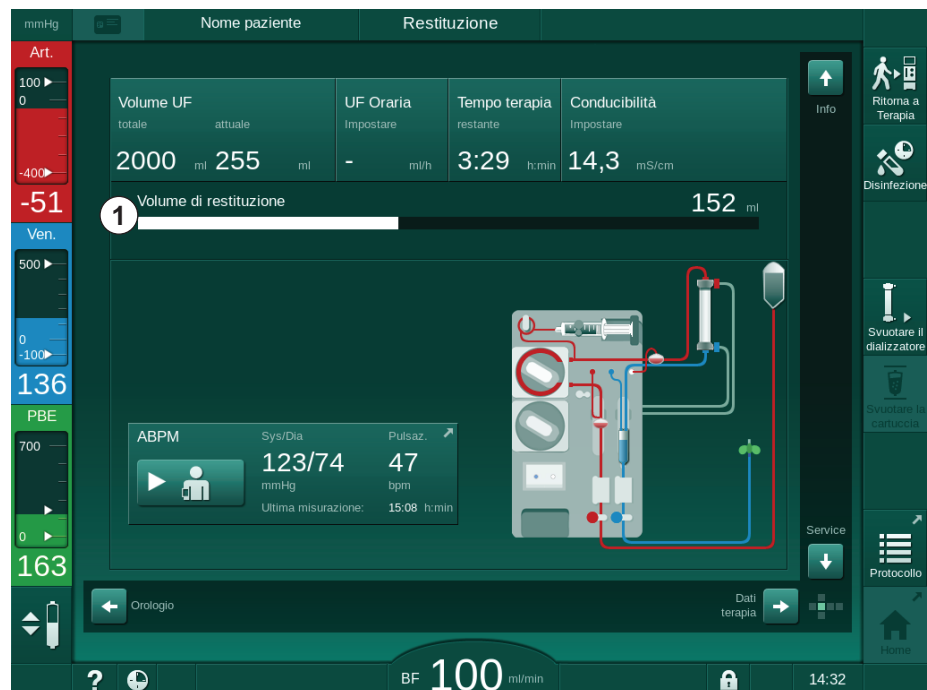 mmHg
Nome paziente
Restituzione
Art.
100
0
-400
-51
Ven.
500
0
-100
136
PBE
700
0
163
Volume UF
totale attuale
2000 ml 255 ml
UF Oraria
Impostare
- ml/h
Tempo terapia
restante
3:29 h:min
Conducibilità
Impostare
14,3 mS/cm
1
Volume di restituzione 152 ml
ABPM
Sys/Dia Pulsaz.
123/74 47
mmHg bpm
Ultima misurazione: 15:08 h:min
Info
Service
Orologio
Dati
terapia
Ritorna a
Terapia
Disinfezione
Svuotare il
dializzatore
Svuotare la
cartuccia
Protocollo
Home
? BF 100 ml/min 14:32